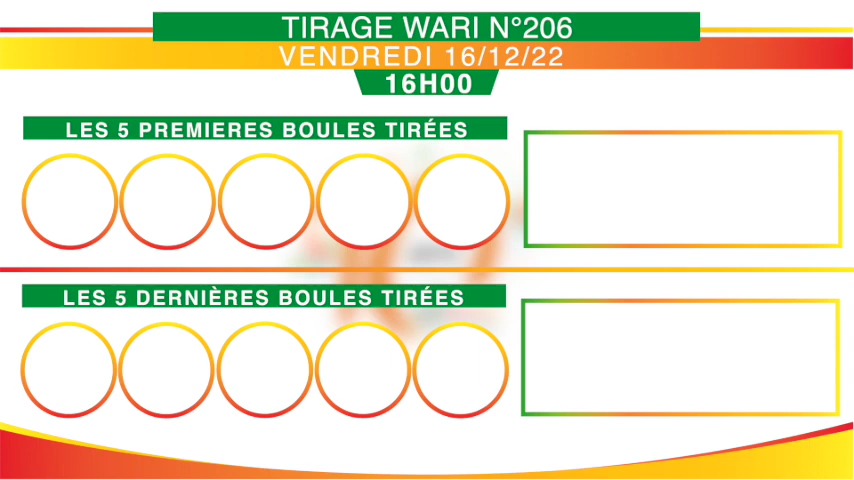 TIRAGE WARI N°206
VENDREDI 16/12/22
16H00
LES 5 PREMIERES BOULES TIRÉES
LES 5 DERNIÈRES BOULES TIRÉES